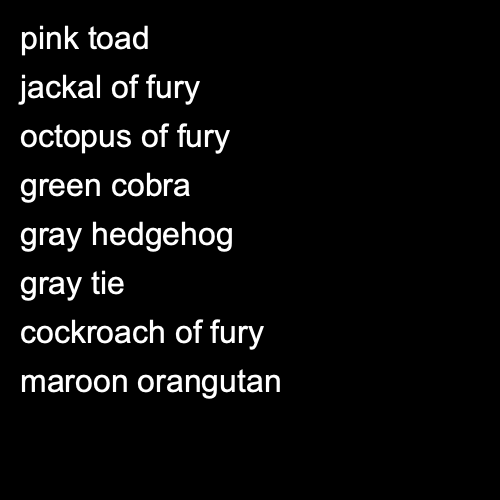 pink toad
jackal of fury
octopus of fury
green cobra
gray hedgehog
gray tie
cockroach of fury
maroon orangutan